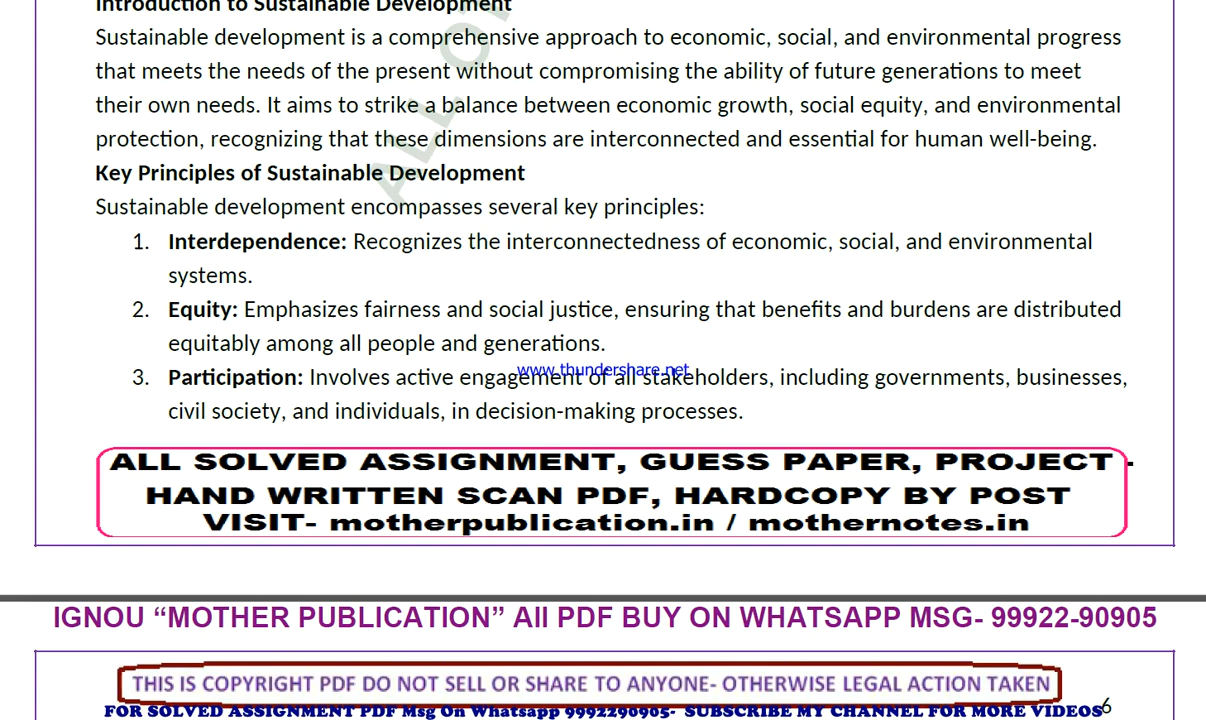 Introduction to Sustainable Development
Sustainable development is a comprehensive approach to economic, social, and environmental progress
that meets the needs of the present without compromising the ability of future generations to meet
their own needs. It aims to strike a balance between economic growth, social equity, and environmental
protection, recognizing that these dimensions are interconnected and essential for human well-being.
Key Principles of Sustainable Development
Sustainable development encompasses several key principles:
1. Interdependence: Recognizes the interconnectedness of economic, social, and environmental
systems.
2. Equity: Emphasizes fairness and social justice, ensuring that benefits and burdens are distributed
equitably among all people and generations.
www.thundershare.net
3. Participation: Involves active engagement of all stakeholders, including governments, businesses,
civil society, and individuals, in decision-making processes.
ALL SOLVED ASSIGNMENT, GUESS PAPER, PROJECT -
HAND WRITTEN SCAN PDF, HARDCOPY BY POST
VISIT- motherpublication.in / mothernotes.in
IGNOU “MOTHER PUBLICATION” All PDF BUY ON WHATSAPP MSG- 99922-90905
THIS IS COPYRIGHT PDF DO NOT SELL OR SHARE TO ANYONE- OTHERWISE LEGAL ACTION TAKEN
FOR SOLVED ASSIGNMENT PDF Msg On Whatsapp 9992290905- SUBSCRIBE MY CHANNEL FOR MORE VIDEOS
6
ALL